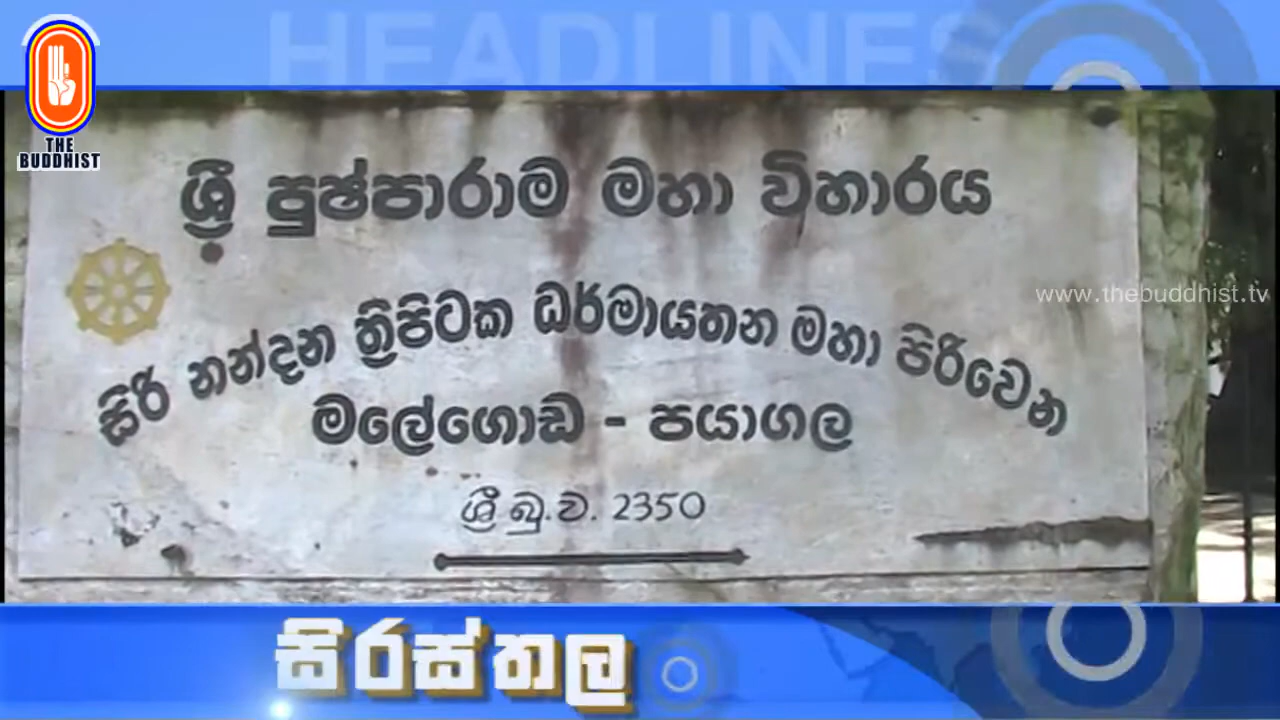 HEADLINES
THE
BUDDHIST
ශ්‍රී පුෂ්පාරාම මහා විහාරය
www.thebuddhist.tv
සිරි නන්දන ත්‍රිපිටක ධර්මායතන මහා පිරිවෙන
මලේගොඩ - පයාගල
ශ්‍රී බු.ව. 2350
සිරස්තල